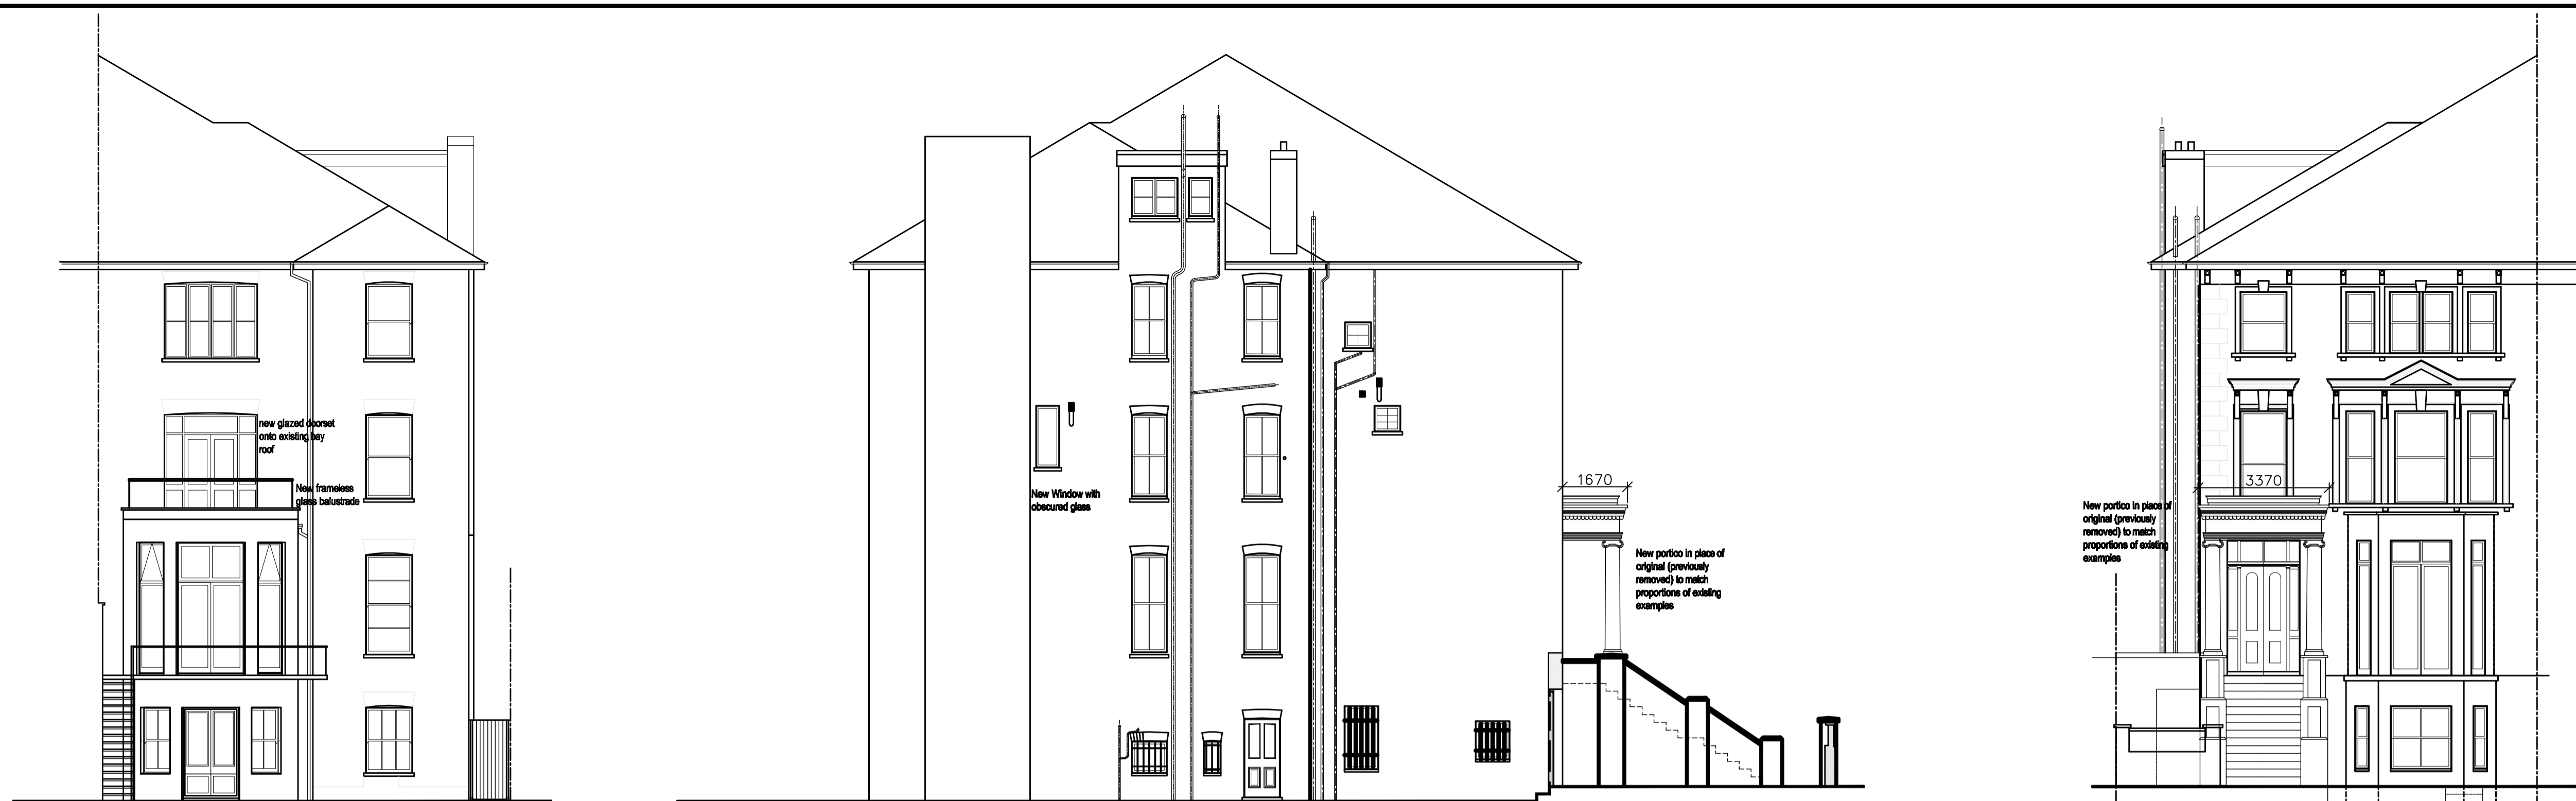 new glazed doorset
onto existing bay
roof
New frameless
glass balustrade
New Window with
obscured glass
1670
New portico in place of
original (previously
removed) to match
proportions of existing
examples
3370
New portico in place of
original (previously
removed) to match
proportions of existing
examples